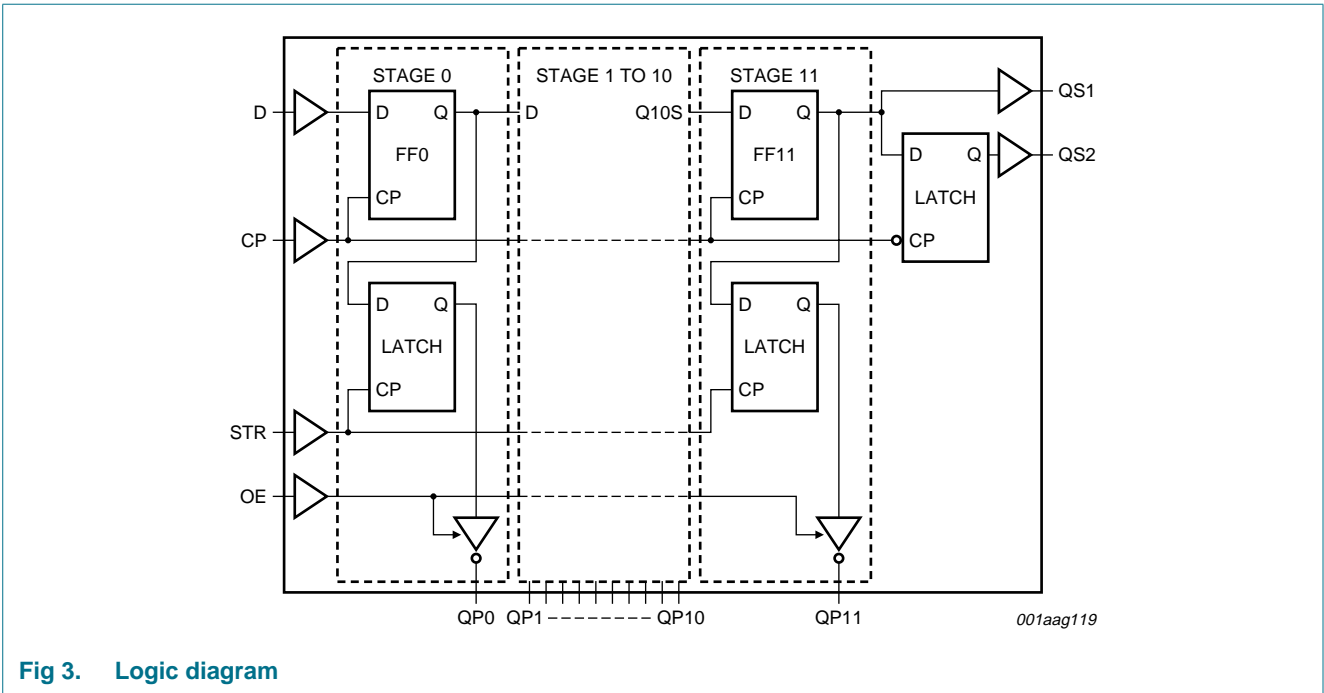 STAGE 0 STAGE 1 TO 10 STAGE 11
QS1
D D Q D Q10S D Q
FF0 FF11 D Q QS2
CP CP LATCH
CP CP
D Q D Q
LATCH LATCH
CP CP
STR
OE
QP0 QP1 QP10 QP11 001aag119
Fig 3. Logic diagram